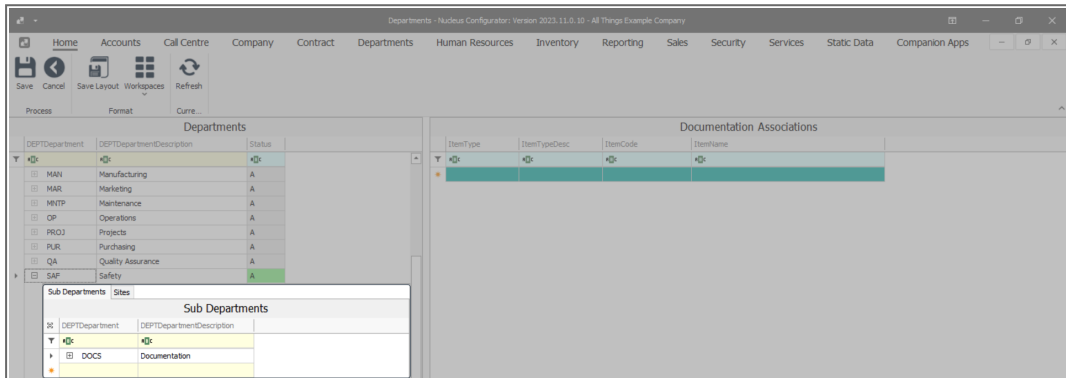 Departments - Nucleus Configurator: Version 2023.11.0.10 - All Things Example Company
Home Accounts Call Centre Company Contract Departments Human Resources Inventory Reporting Sales Security Services Static Data Companion Apps
Save Cancel Save Layout Workspaces Refresh
Process Format Curre...
Departments
DEPTDepartment DEPTDepartmentDescription Status
MAN Manufacturing A
MAR Marketing A
MNTP Maintenance A
OP Operations A
PROJ Projects A
PUR Purchasing A
QA Quality Assurance A
SAF Safety A
Sub Departments Sites
Sub Departments
DEPTDepartment DEPTDepartmentDescription
DOCS Documentation
Documentation Associations
ItemType ItemTypeDesc ItemCode ItemName